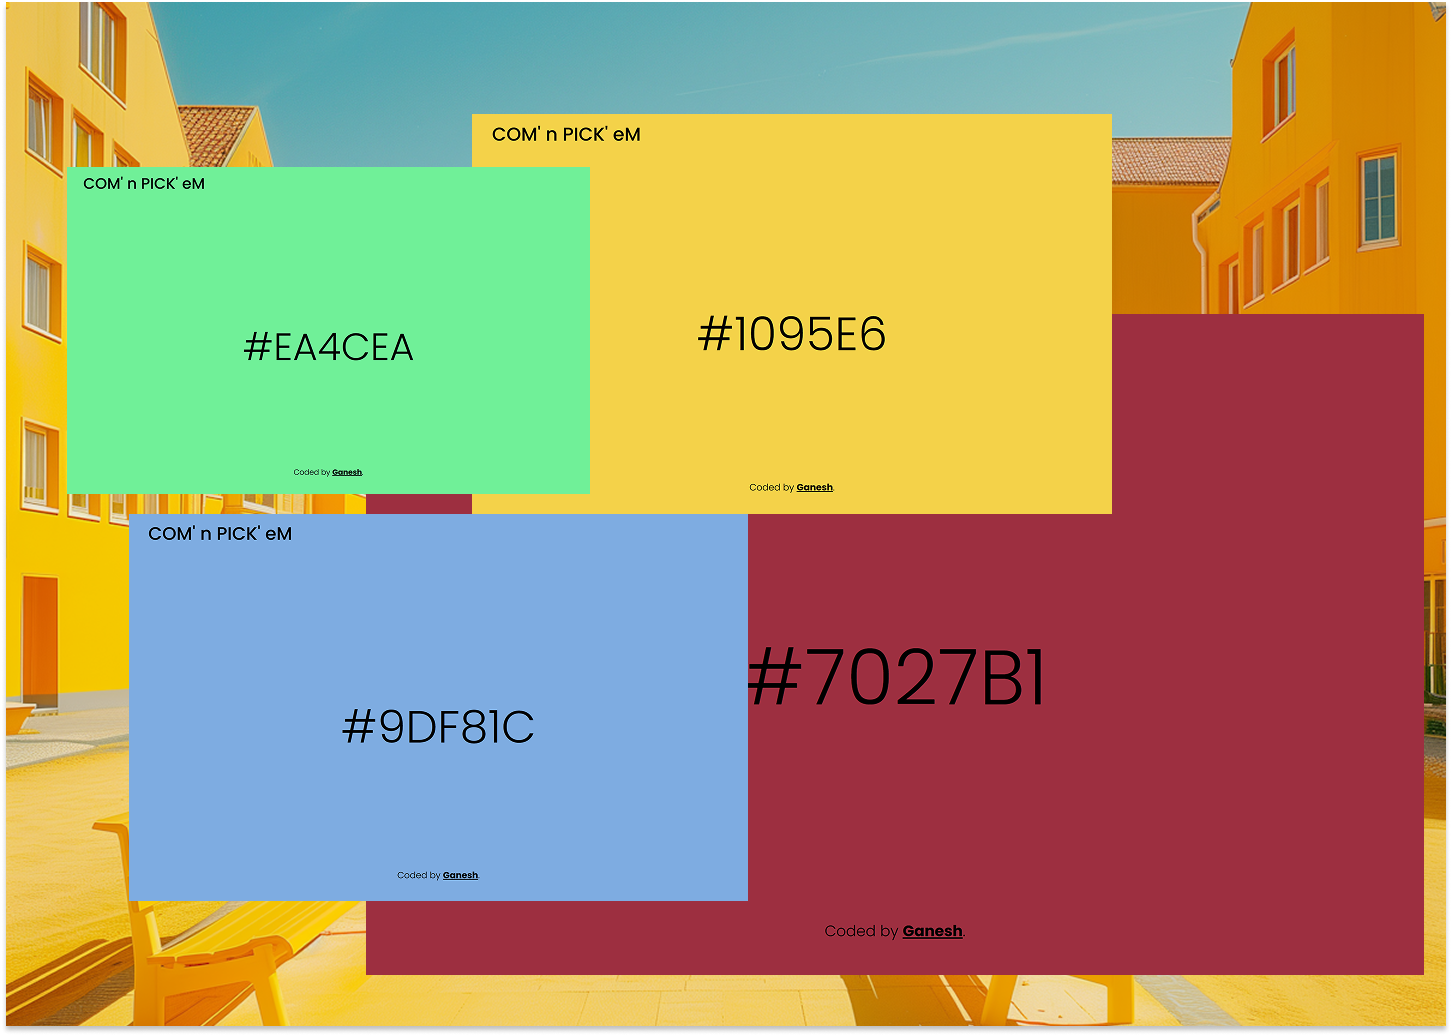 COM' n PICK' eM
#1095E6
Coded by Ganesh.
COM' n PICK' eM
#EA4CEA
Coded by Ganesh.
COM' n PICK' eM
#9DF81C
Coded by Ganesh.
#7027B1
Coded by Ganesh.